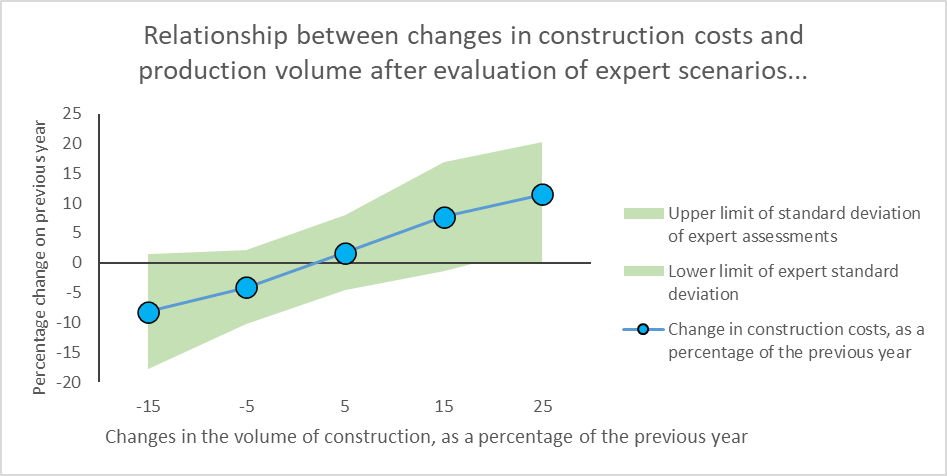 Relationship between changes in construction costs and
production volume after evaluation of expert scenarios...
Percentage change on previous year
25
20
15
10
5
0
-5
-10
-15
-20
-15
-5
5
15
25
Changes in the volume of construction, as a percentage of the previous year
Upper limit of standard deviation
of expert assessments
Lower limit of expert standard
deviation
Change in construction costs, as a
percentage of the previous year